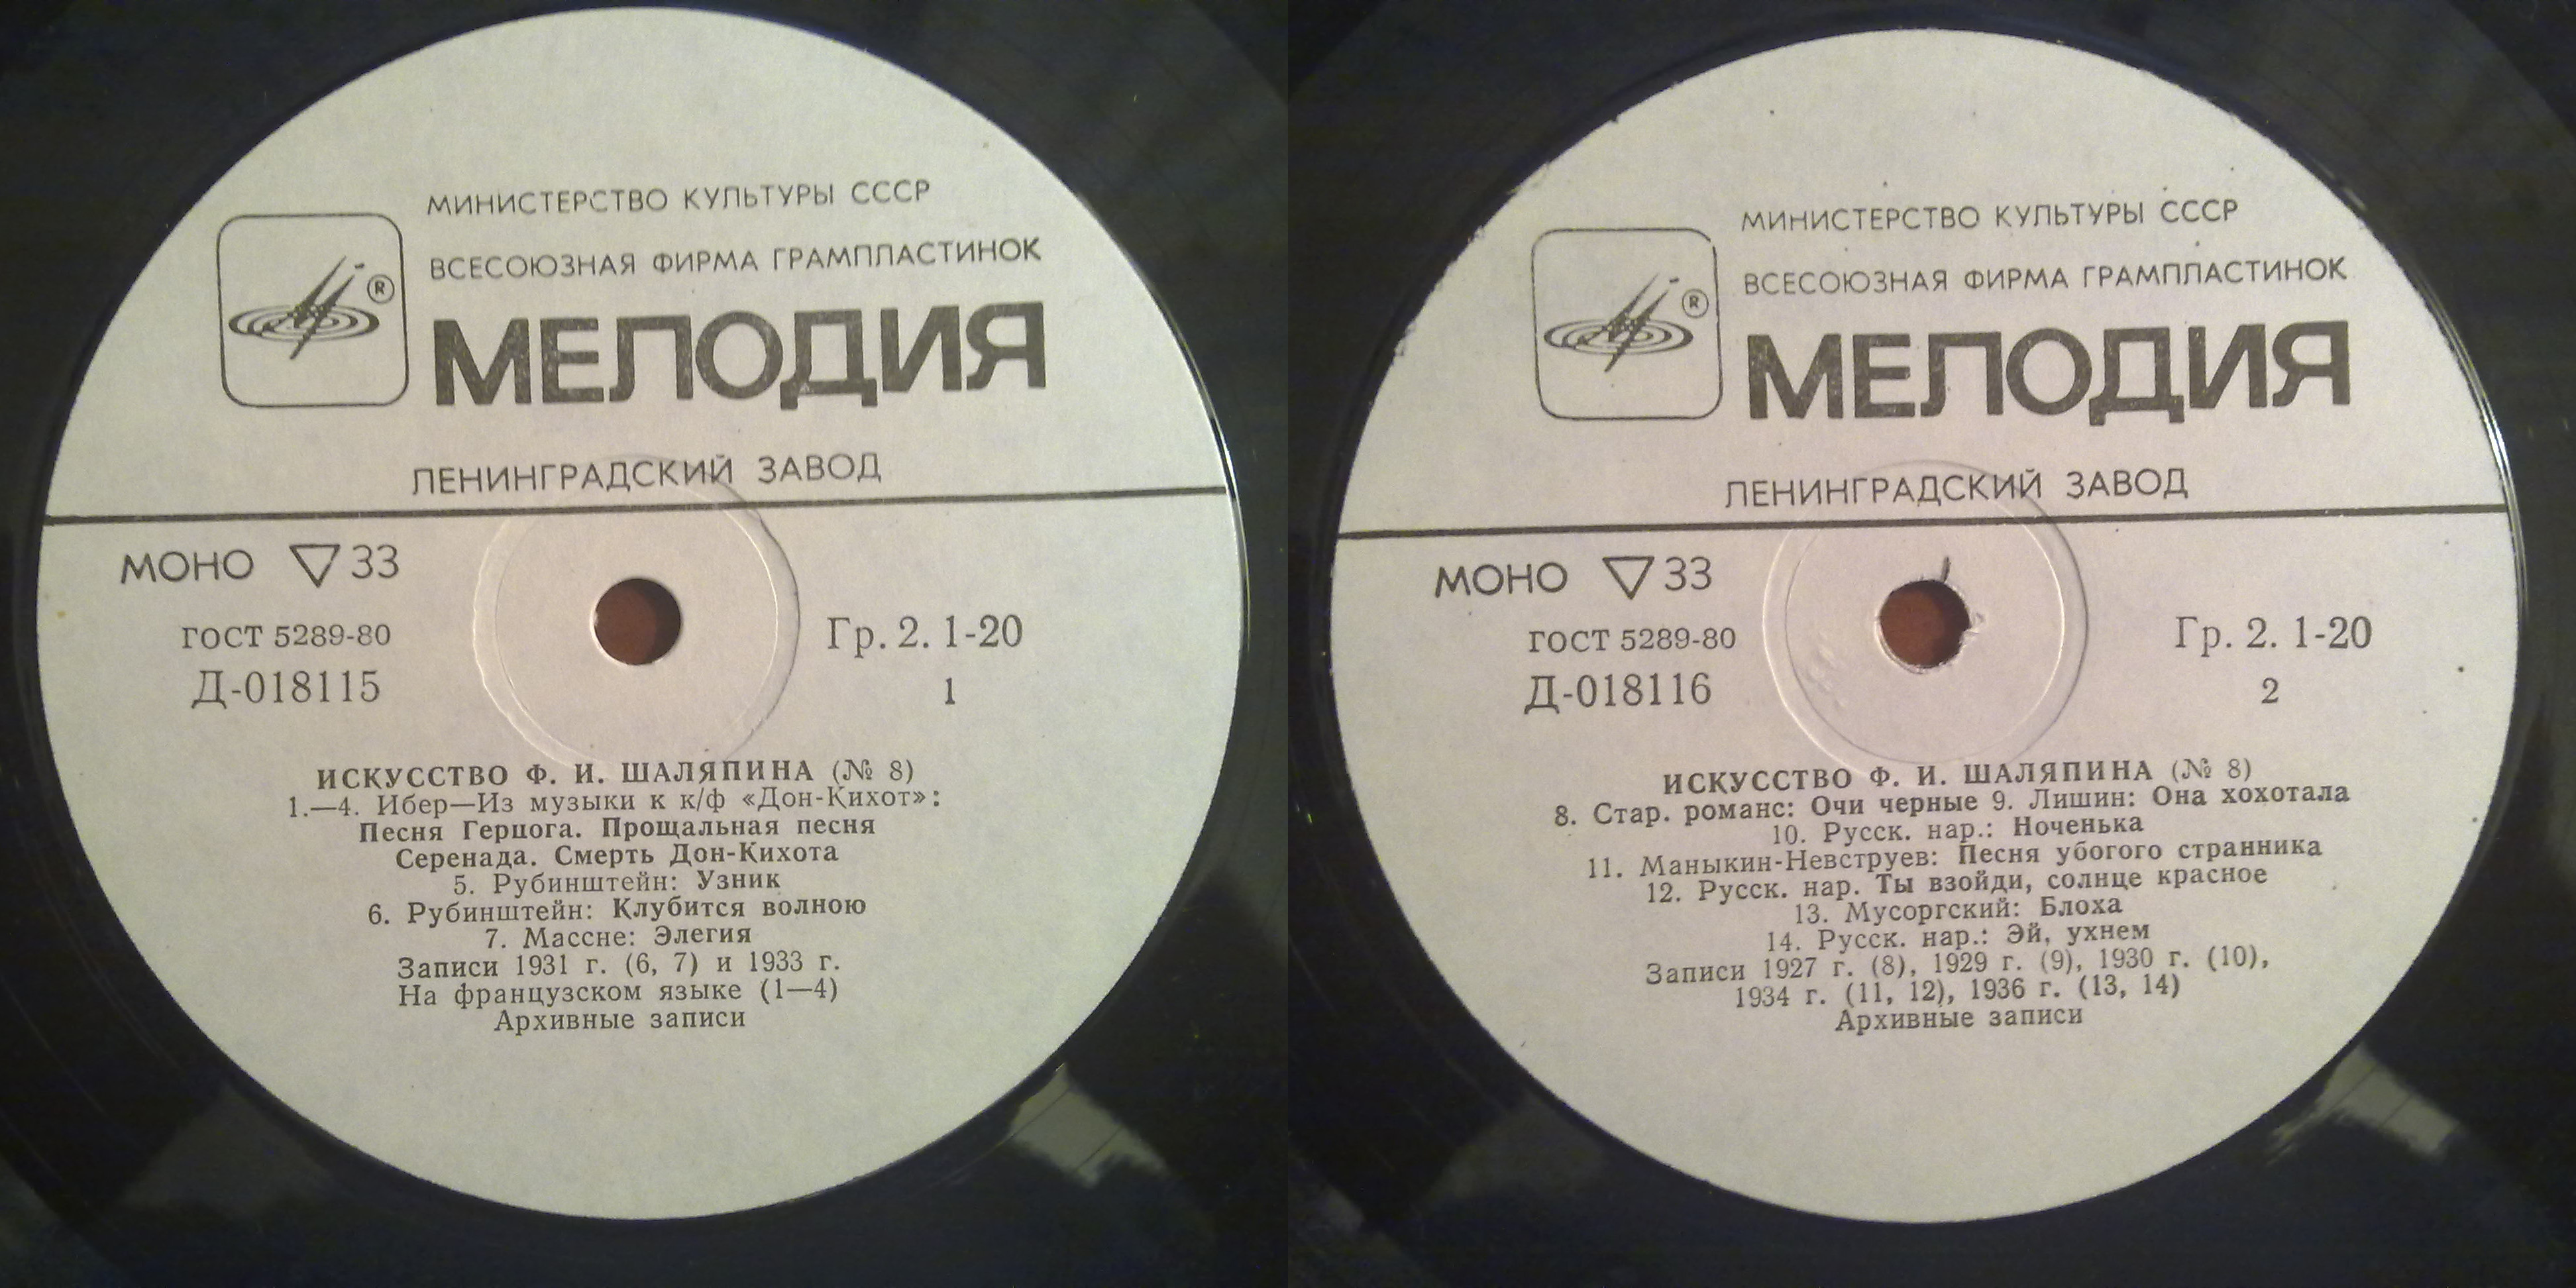 МИНИСТЕРСТВО КУЛЬТУРЫ СССР
ВСЕСОЮЗНАЯ ФИРМА ГРАМПЛАСТИНОК
®
МЕЛОДИЯ
ЛЕНИНГРАДСКИЙ ЗАВОД
МОНО ▽33
ГОСТ 5289-80
Гр. 2. 1-20
Д-018115
1
ИСКУССТВО Ф. И. ШАЛЯПИНА (№ 8)
1.—4. Ибер—Из музыки к к/ф «Дон-Кихот»:
Песня Герцога. Прощальная песня
Серенада. Смерть Дон-Кихота
5. Рубинштейн: Узник
6. Рубинштейн: Клубится волною
7. Массне: Элегия
Записи 1931 г. (6, 7) и 1933 г.
На французском языке (1—4)
Архивные записи
МИНИСТЕРСТВО КУЛЬТУРЫ СССР
ВСЕСОЮЗНАЯ ФИРМА ГРАМПЛАСТИНОК
®
МЕЛОДИЯ
ЛЕНИНГРАДСКИЙ ЗАВОД
МОНО ▽33
ГОСТ 5289-80
Гр. 2. 1-20
Д-018116
2
ИСКУССТВО Ф. И. ШАЛЯПИНА (№ 8)
8. Стар. романс: Очи черные 9. Лишин: Она хохотала
10. Русск. нар.: Ноченька
11. Маныкин-Невструев: Песня убогого странника
12. Русск. нар. Ты взойди, солнце красное
13. Мусоргский: Блоха
14. Русск. нар.: Эй, ухнем
Записи 1927 г. (8), 1929 г. (9), 1930 г. (10),
1934 г. (11, 12), 1936 г. (13, 14)
Архивные записи